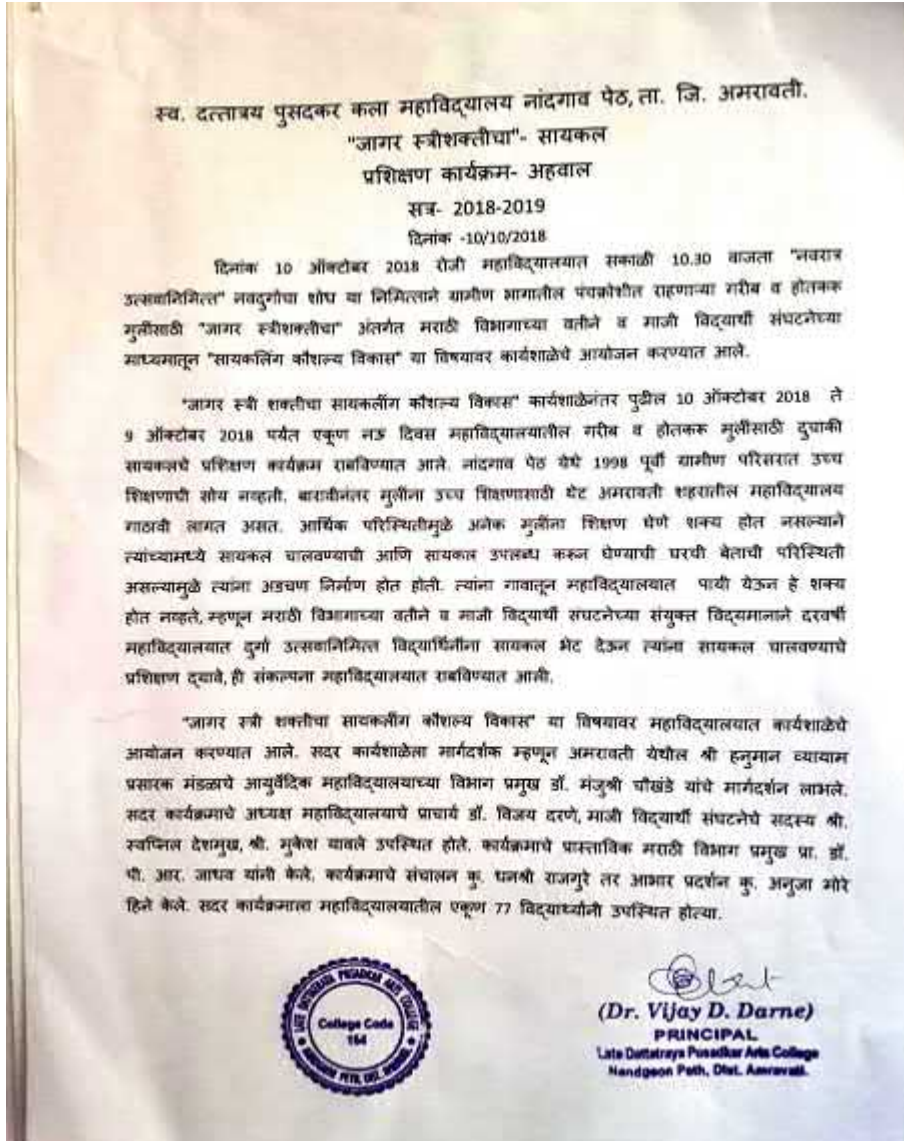 स्व. दत्तात्रय पुसदकर कला महाविद्यालय नांदगाव पेठ, ता. जि. अमरावती.
"जागर स्त्रीशक्तीचा"- सायकल
प्रशिक्षण कार्यक्रम- अहवाल
सत्र- 2018-2019
दिनांक -10/10/2018
दिनांक 10 ऑक्टोबर 2018 रोजी महाविद्यालयात सकाळी 10.30 वाजता "नवरात्र
उत्सवानिमित्त" नवदुर्गाचा शोध या निमित्ताने ग्रामीण भागातील पंचक्रोशीत राहणाऱ्या गरीब व होतकरू
मुलींसाठी "जागर स्त्रीशक्तीचा" अंतर्गत मराठी विभागाच्या वतीने व माजी विद्यार्थी संघटनेच्या
माध्यमातून "सायकलिंग कौशल्य विकास" या विषयावर कार्यशाळेचे आयोजन करण्यात आले.
"जागर स्त्री शक्तीचा सायकलींग कौशल्य विकास" कार्यशाळेनंतर पुढील 10 ऑक्टोबर 2018 ते
9 ऑक्टोबर 2018 पर्यंत एकूण नऊ दिवस महाविद्यालयातील गरीब व होतकरू मुलींसाठी दुचाकी
सायकलचे प्रशिक्षण कार्यक्रम राबविण्यात आले. नांदगाव पेठ येथे 1998 पूर्वी ग्रामीण परिसरात उच्च
शिक्षणाची सोय नव्हती. बारावीनंतर मुलींना उच्च शिक्षणासाठी थेट अमरावती शहरातील महाविद्यालय
गाठावी लागत असत. आर्थिक परिस्थितीमुळे अनेक मुलींना शिक्षण घेणे शक्य होत नसल्याने
त्यांच्यामध्ये सायकल चालवण्याची आणि सायकल उपलब्ध करून घेण्याची घरची बेताची परिस्थिती
असल्यामुळे त्यांना अडचण निर्माण होत होती. त्यांना गावातून महाविद्यालयात पायी येऊन हे शक्य
होत नव्हते, म्हणून मराठी विभागाच्या वतीने व माजी विद्यार्थी संघटनेच्या संयुक्त विद्यमानाने दरवर्षी
महाविद्यालयात दुर्गा उत्सवानिमित्त विद्यार्थिनींना सायकल भेट देऊन त्यांना सायकल चालवण्याचे
प्रशिक्षण द्यावे, ही संकल्पना महाविद्यालयात राबविण्यात आली.
"जागर स्त्री शक्तीचा सायकलींग कौशल्य विकास" या विषयावर महाविद्यालयात कार्यशाळेचे
आयोजन करण्यात आले. सदर कार्यशाळेला मार्गदर्शक म्हणून अमरावती येथील श्री हनुमान व्यायाम
प्रसारक मंडळाचे आयुर्वेदिक महाविद्यालयाच्या विभाग प्रमुख डॉ. मंजुश्री चौखंडे यांचे मार्गदर्शन लाभले.
सदर कार्यक्रमाचे अध्यक्ष महाविद्यालयाचे प्राचार्य डॉ. विजय दरणे, माजी विद्यार्थी संघटनेचे सदस्य श्री.
स्वप्निल देशमुख, श्री. मुकेश यावले उपस्थित होते. कार्यक्रमाचे प्रास्ताविक मराठी विभाग प्रमुख प्रा. डॉ.
पी. आर. जाधव यांनी केले. कार्यक्रमाचे संचालन कु. धनश्री राजगुरे तर आभार प्रदर्शन कु. अनुजा मोरे
हिने केले. सदर कार्यक्रमाला महाविद्यालयातील एकूण 77 विद्यार्थ्यांनी उपस्थित होत्या.
LATE DATTATRAYA PUSADKAR ARTS COLLEGE
College Code
164
NANDGAON PETH, DIST. AMRAVATI
(Dr. Vijay D. Darne)
PRINCIPAL
Late Dattatraya Pusadkar Arts College
Nandgaon Peth, Dist. Amravati.